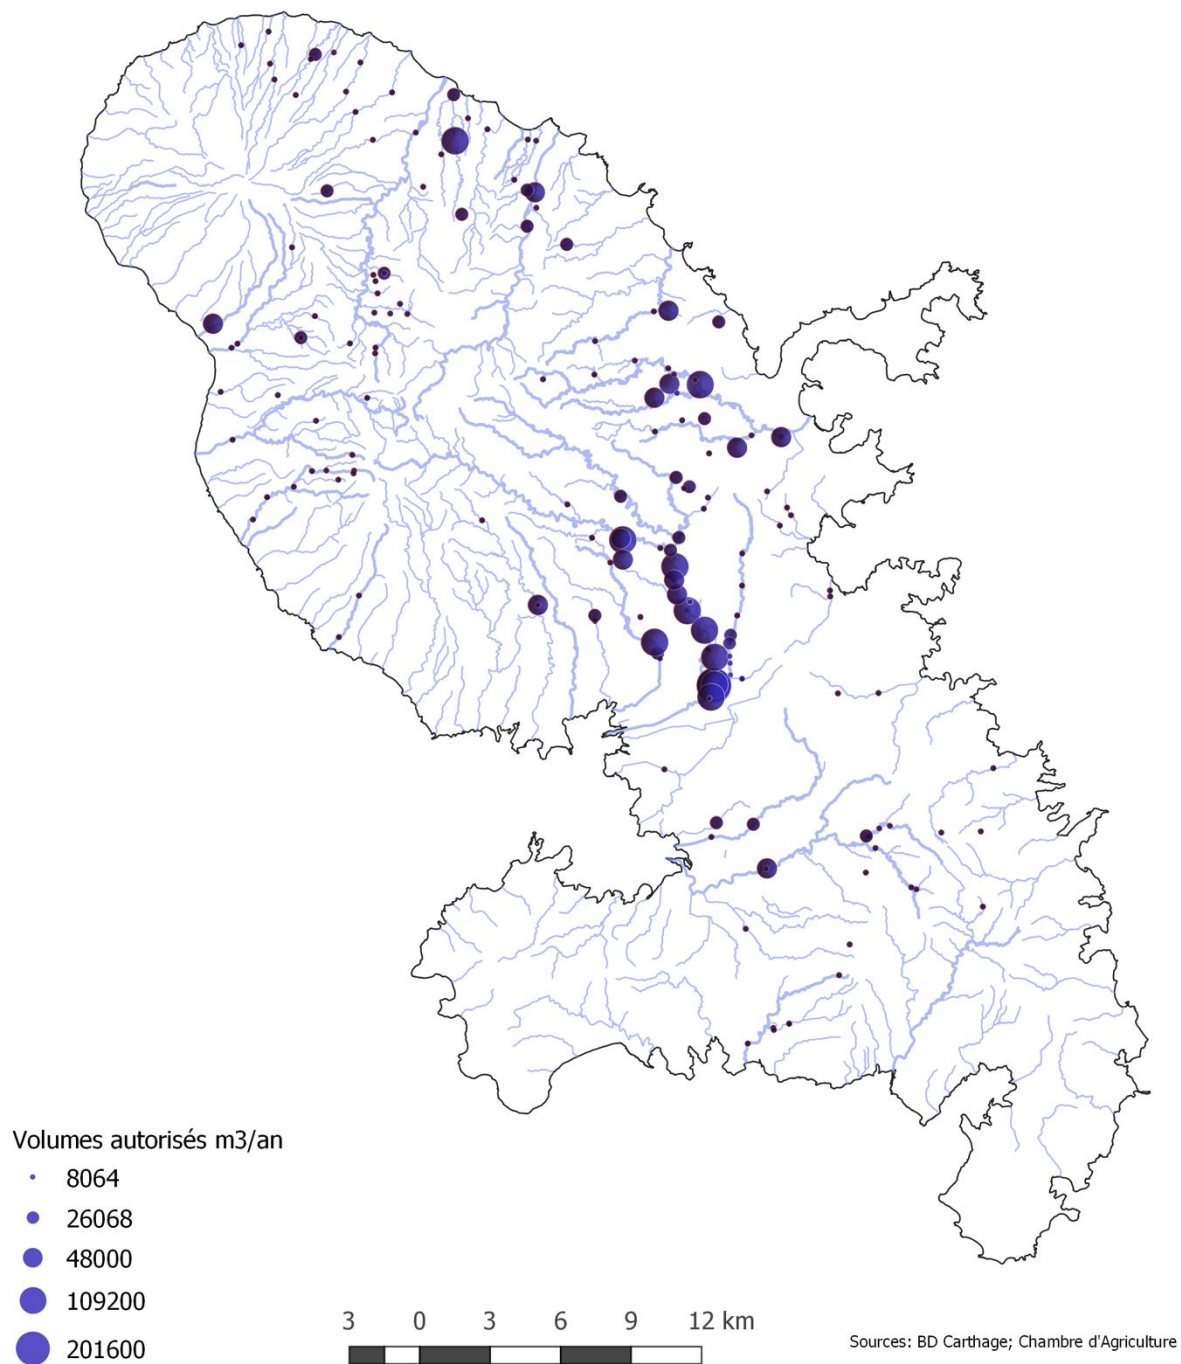 Volumes autorisés m3/an
8064
26068
48000
109200
201600
3 0 3 6 9 12 km
Sources: BD Carthage; Chambre d'Agriculture